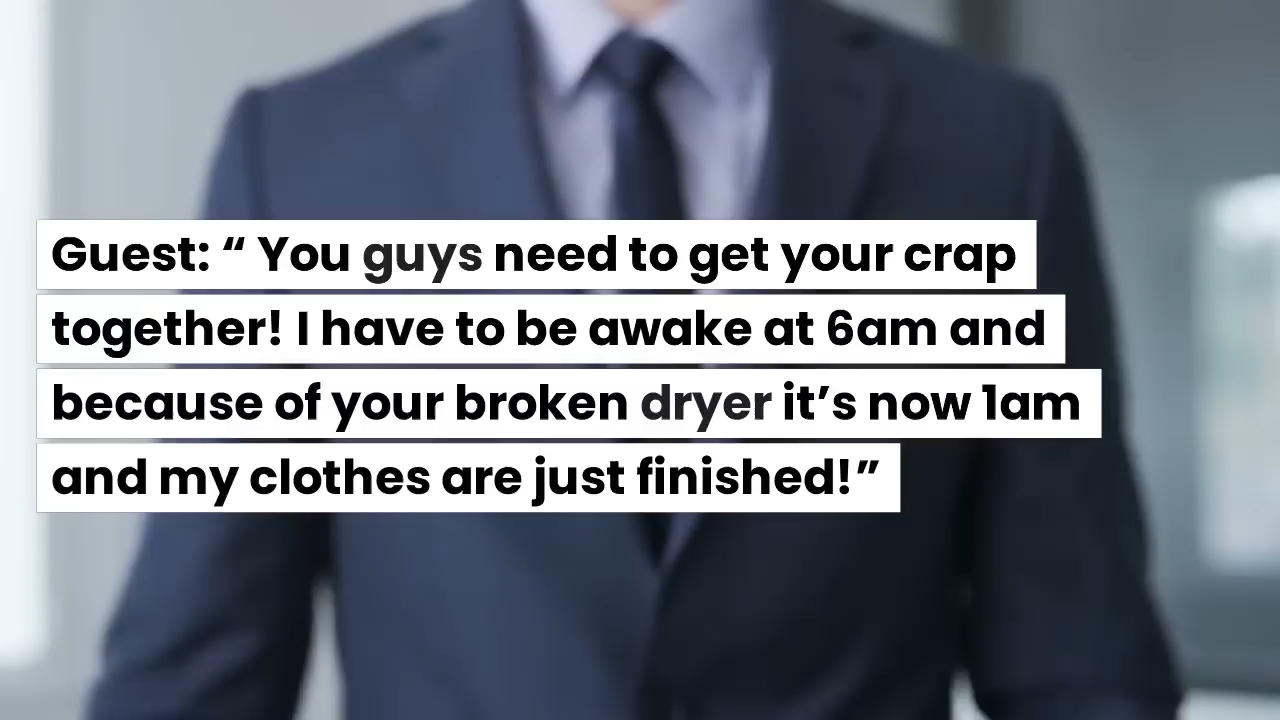 Guest: “ You guys need to get your crap
together! I have to be awake at 6am and
because of your broken dryer it’s now 1am
and my clothes are just finished!”